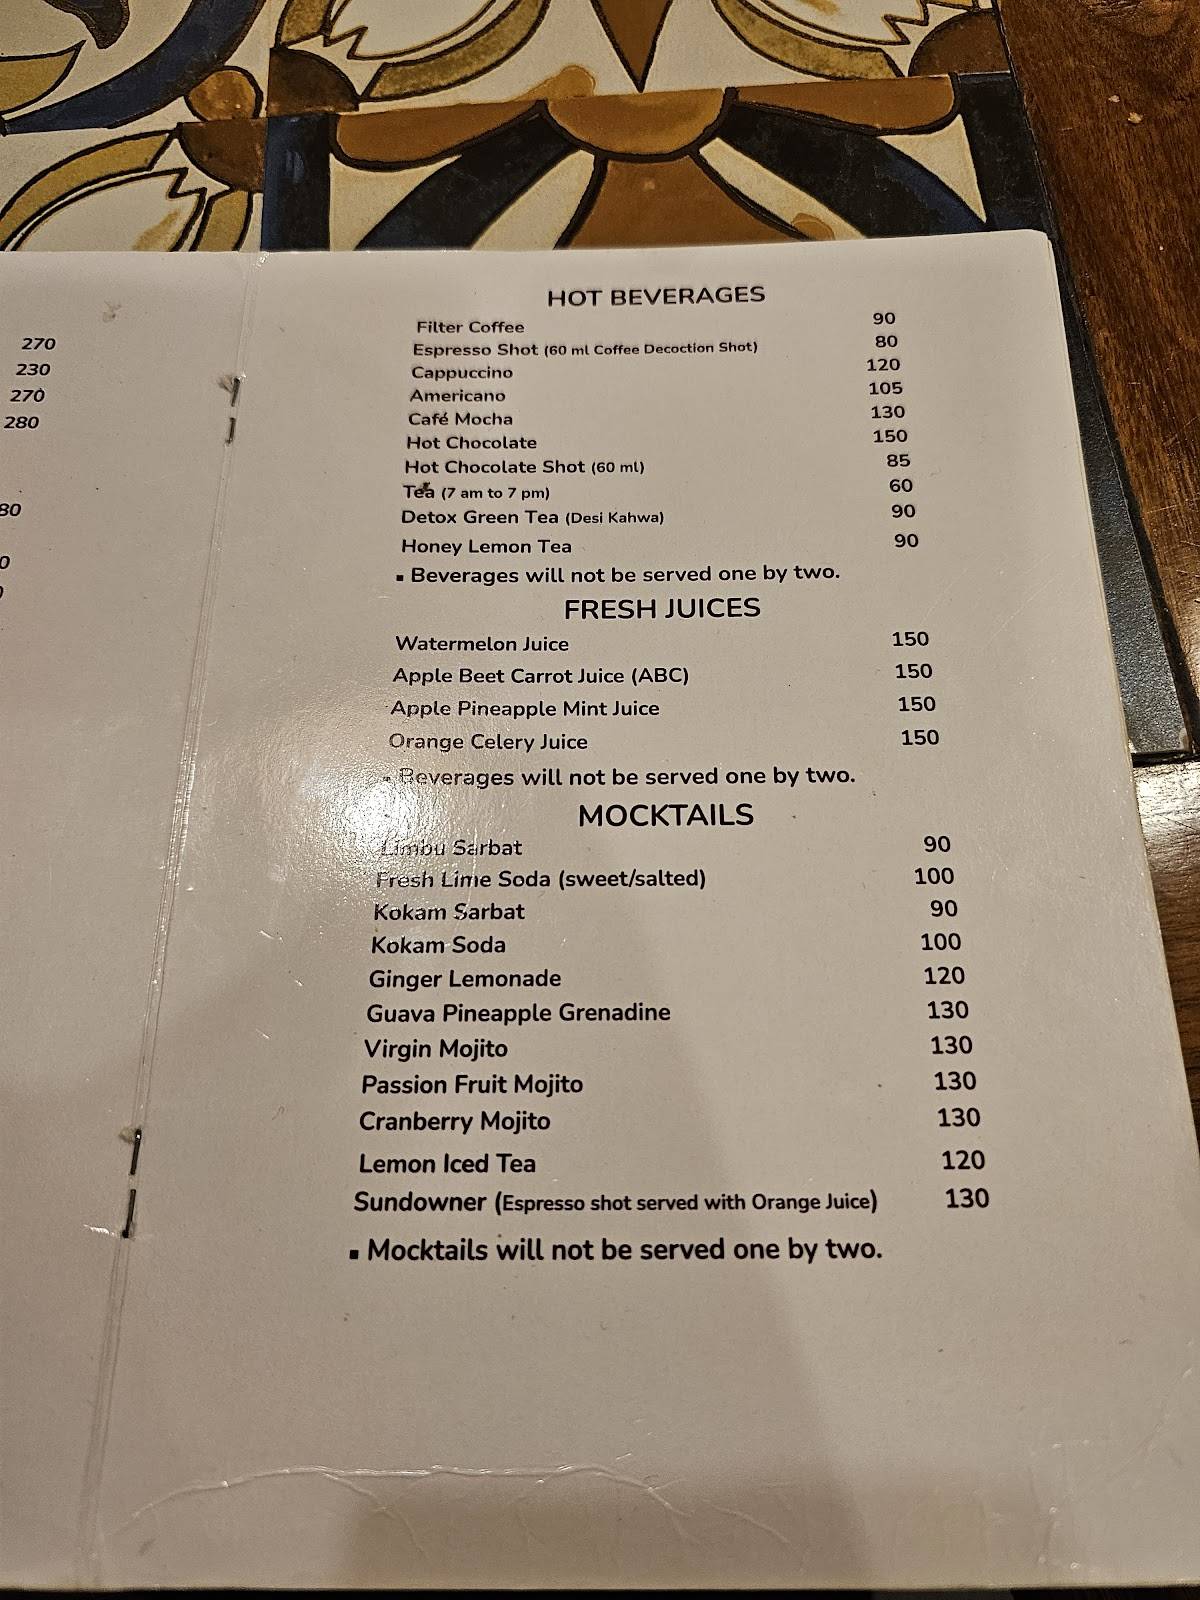 270
230
270
280
80
0
HOT BEVERAGES
Filter Coffee 90
Espresso Shot (60 ml Coffee Decoction Shot) 80
Cappuccino 120
Americano 105
Café Mocha 130
Hot Chocolate 150
Hot Chocolate Shot (60 ml) 85
Tea (7 am to 7 pm) 60
Detox Green Tea (Desi Kahwa) 90
Honey Lemon Tea 90
▪ Beverages will not be served one by two.
FRESH JUICES
Watermelon Juice 150
Apple Beet Carrot Juice (ABC) 150
Apple Pineapple Mint Juice 150
Orange Celery Juice 150
▪ Beverages will not be served one by two.
MOCKTAILS
Limbu Sarbat 90
Fresh Lime Soda (sweet/salted) 100
Kokam Sarbat 90
Kokam Soda 100
Ginger Lemonade 120
Guava Pineapple Grenadine 130
Virgin Mojito 130
Passion Fruit Mojito 130
Cranberry Mojito 130
Lemon Iced Tea 120
Sundowner (Espresso shot served with Orange Juice) 130
▪ Mocktails will not be served one by two.